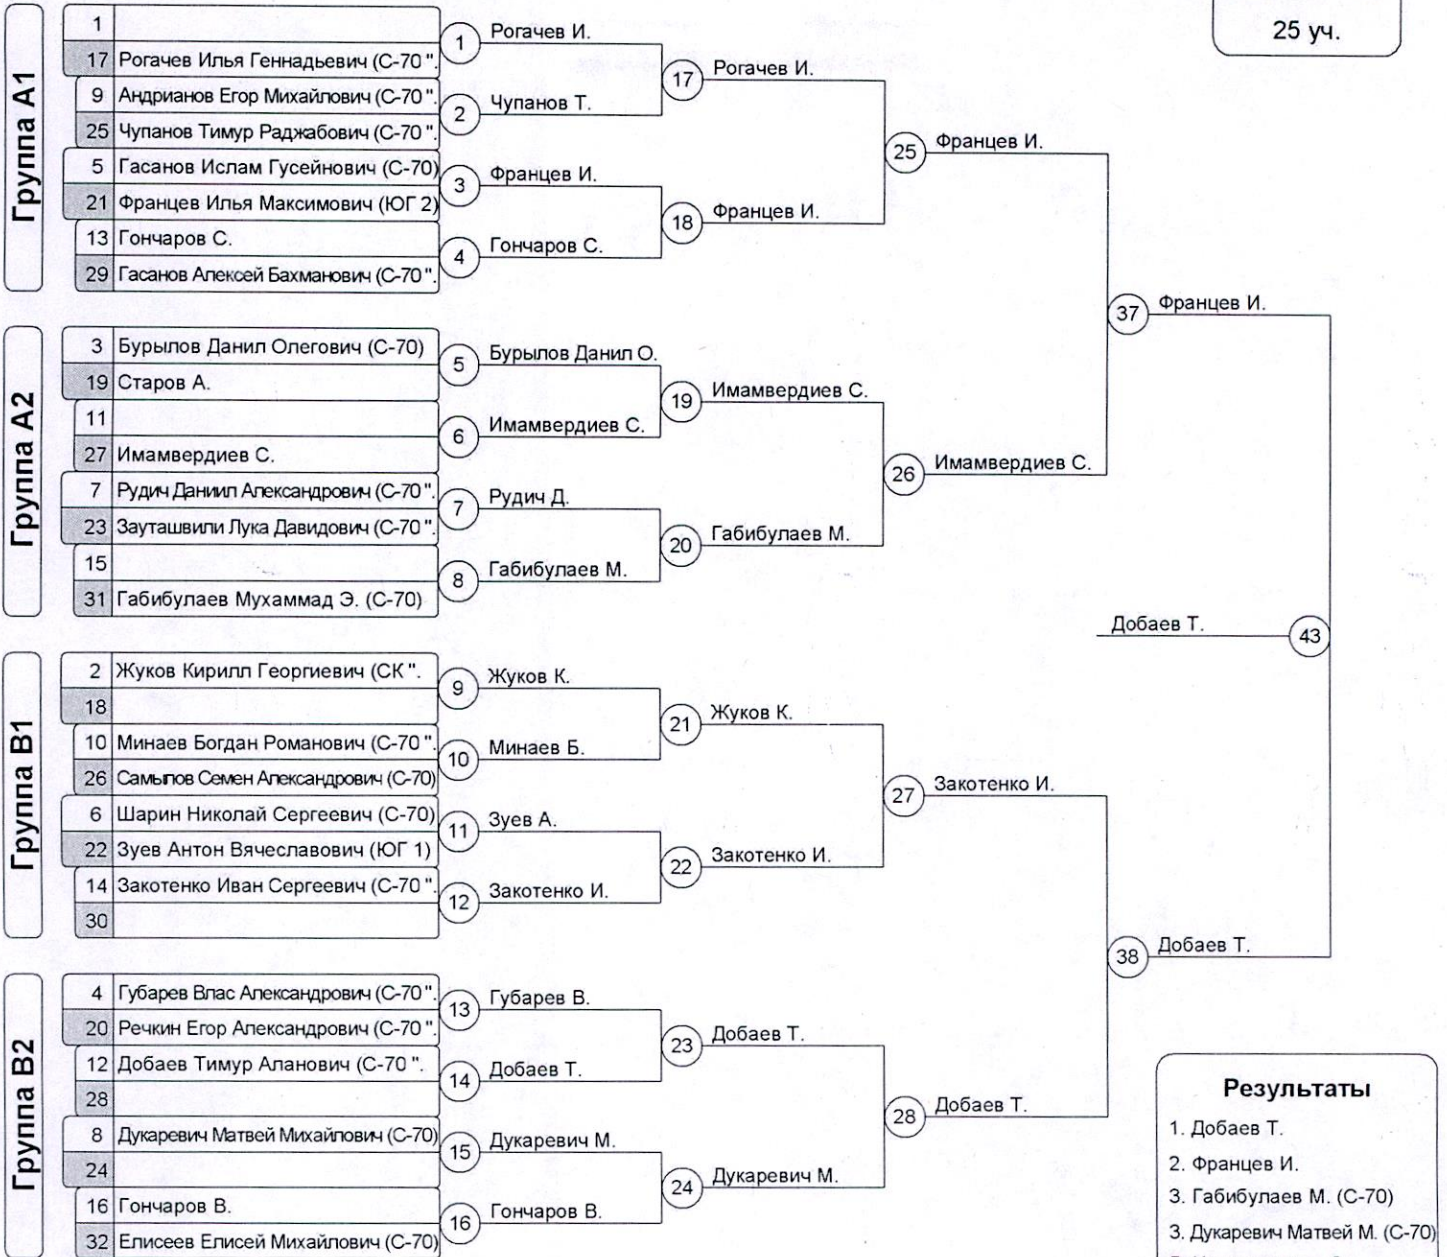 25 уч.
Группа A1
1
17 Рогачев Илья Геннадьевич (С-70 ".
9 Андрианов Егор Михайлович (С-70 ".
25 Чупанов Тимур Раджабович (С-70 ".
5 Гасанов Ислам Гусейнович (С-70)
21 Францев Илья Максимович (ЮГ 2)
13 Гончаров С.
29 Гасанов Алексей Бахманович (С-70 ".
1 Рогачев И.
2 Чупанов Т.
3 Францев И.
4 Гончаров С.
17 Рогачев И.
18 Францев И.
25 Францев И.
Группа A2
3 Бурылов Данил Олегович (С-70)
19 Старов А.
11
27 Имамвердиев С.
7 Рудич Даниил Александрович (С-70 ".
23 Зауташвили Лука Давидович (С-70 ".
15
31 Габибулаев Мухаммад Э. (С-70)
5 Бурылов Данил О.
6 Имамвердиев С.
7 Рудич Д.
8 Габибулаев М.
19 Имамвердиев С.
20 Габибулаев М.
26 Имамвердиев С.
37 Францев И.
Группа B1
2 Жуков Кирилл Георгиевич (СК ".
18
10 Минаев Богдан Романович (С-70 ".
26 Самылов Семен Александрович (С-70)
6 Шарин Николай Сергеевич (С-70)
22 Зуев Антон Вячеславович (ЮГ 1)
14 Закотенко Иван Сергеевич (С-70 ".
30
9 Жуков К.
10 Минаев Б.
11 Зуев А.
12 Закотенко И.
21 Жуков К.
22 Закотенко И.
27 Закотенко И.
Группа B2
4 Губарев Влас Александрович (С-70 ".
20 Речкин Егор Александрович (С-70 ".
12 Добаев Тимур Аланович (С-70 ".
28
8 Дукаревич Матвей Михайлович (С-70)
24
16 Гончаров В.
32 Елисеев Елисей Михайлович (С-70)
13 Губарев В.
14 Добаев Т.
15 Дукаревич М.
16 Гончаров В.
23 Добаев Т.
24 Дукаревич М.
28 Добаев Т.
38 Добаев Т.
Добаев Т. 43
Результаты
1. Добаев Т.
2. Францев И.
3. Габибулаев М. (С-70)
3. Дукаревич Матвей М. (С-70)